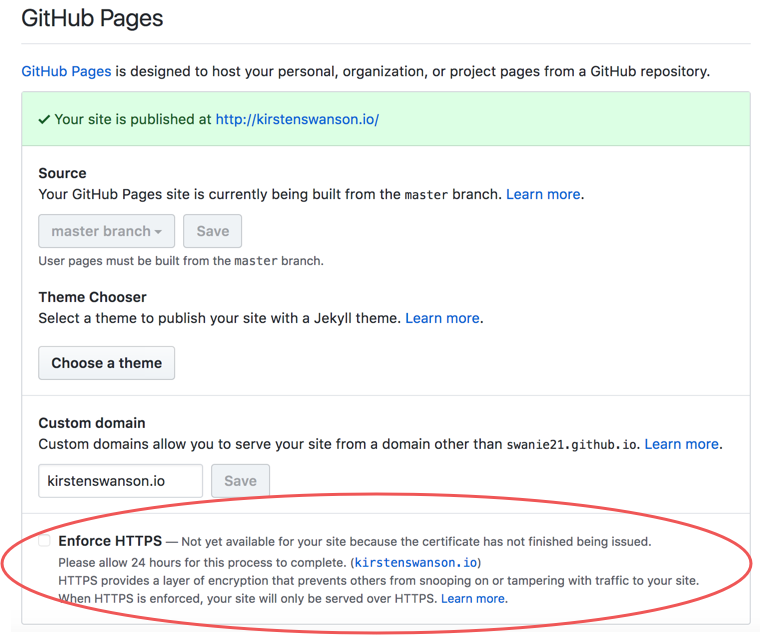 GitHub Pages
GitHub Pages is designed to host your personal, organization, or project pages from a GitHub repository.
✔ Your site is published at http://kirstenswanson.io/
Source
Your GitHub Pages site is currently being built from the master branch. Learn more.
master branch Save
User pages must be built from the master branch.
Theme Chooser
Select a theme to publish your site with a Jekyll theme. Learn more.
Choose a theme
Custom domain
Custom domains allow you to serve your site from a domain other than swanie21.github.io. Learn more.
kirstenswanson.io Save
Enforce HTTPS — Not yet available for your site because the certificate has not finished being issued.
Please allow 24 hours for this process to complete. (kirstenswanson.io)
HTTPS provides a layer of encryption that prevents others from snooping on or tampering with traffic to your site.
When HTTPS is enforced, your site will only be served over HTTPS. Learn more.